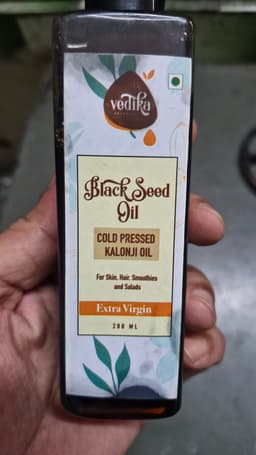 vedika
Black Seed
Oil
COLD PRESSED
KALONJI OIL
For Skin, Hair, Smoothies
and Salads
Extra Virgin
200 ML